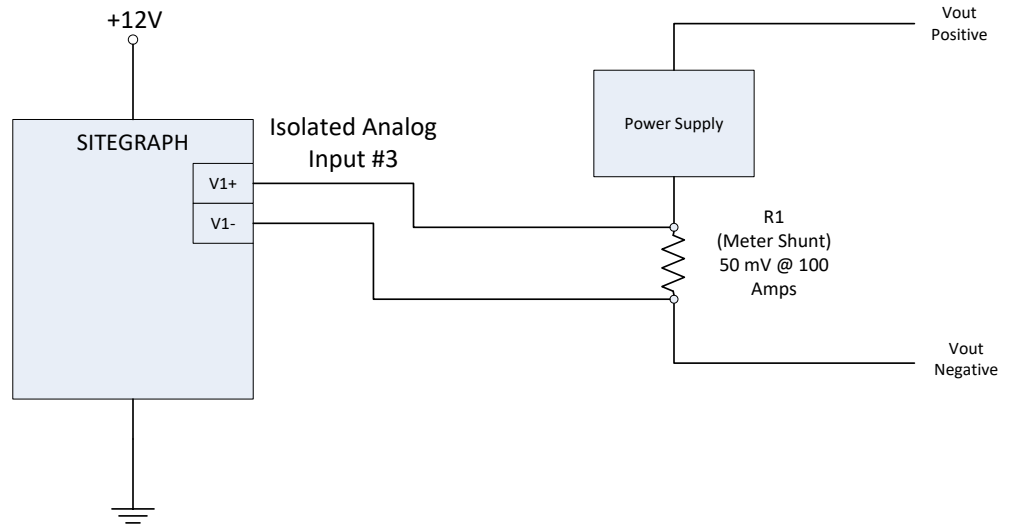 +12V
SITEGRAPH
V1+
V1-
Isolated Analog
Input #3
Power Supply
Vout
Positive
R1
(Meter Shunt)
50 mV @ 100
Amps
Vout
Negative